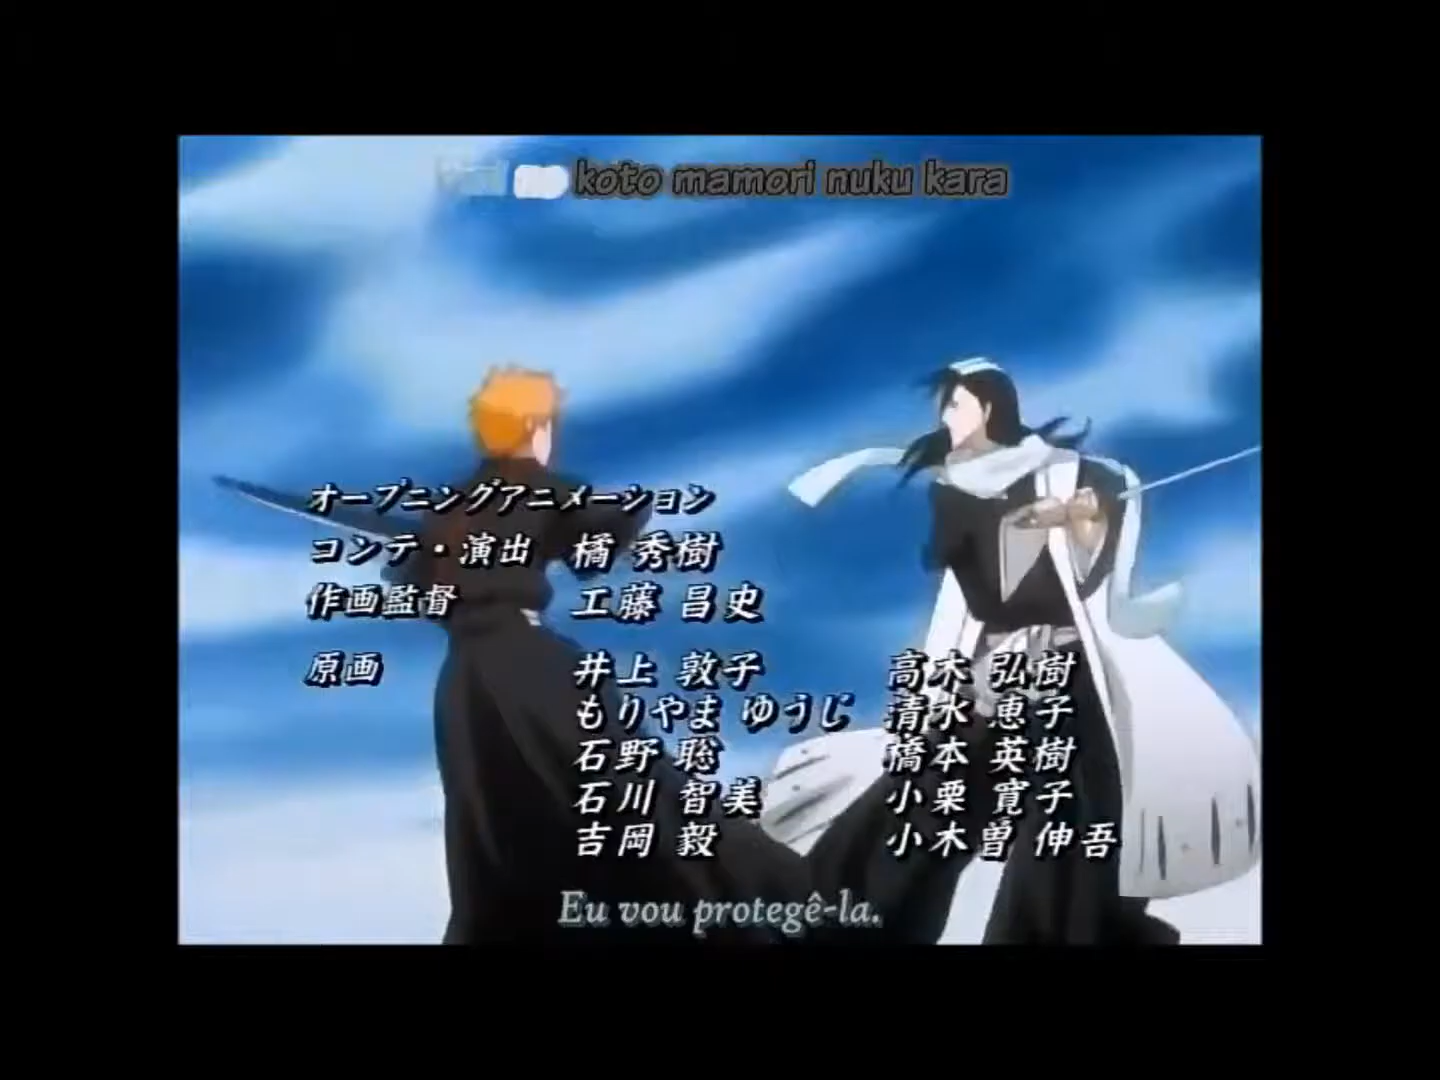 koto mamori nuku kara
オープニングアニメーション
コンテ・演出 橘 秀樹
作画監督 工藤 昌史
原画 井上 敦子 高木 弘樹
もりやま ゆうじ 清水 恵子
石野 聡 橋本 英樹
石川 智美 小栗 寛子
吉岡 毅 小木曽 伸吾
Eu vou protegê-la.